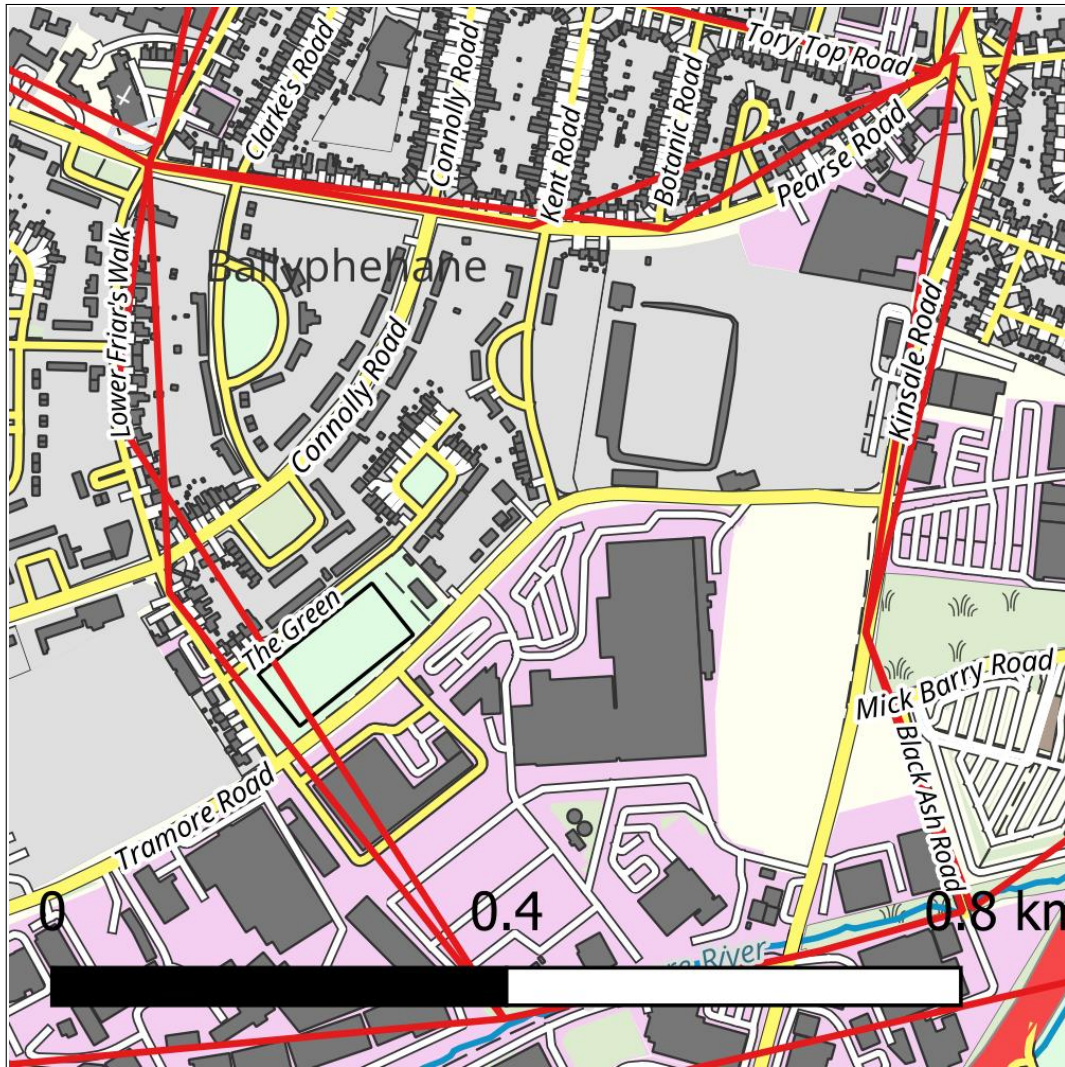 Clarke's Road
Connolly Road
Tory Top Road
Kent Road
Botanic Road
Pearse Road
Lower Friar's Walk
Ballyphehane
Connolly Road
Kinsale Road
The Green
Mick Barry Road
Black Ash Road
Tramore Road
0
0.4
0.8 km
River